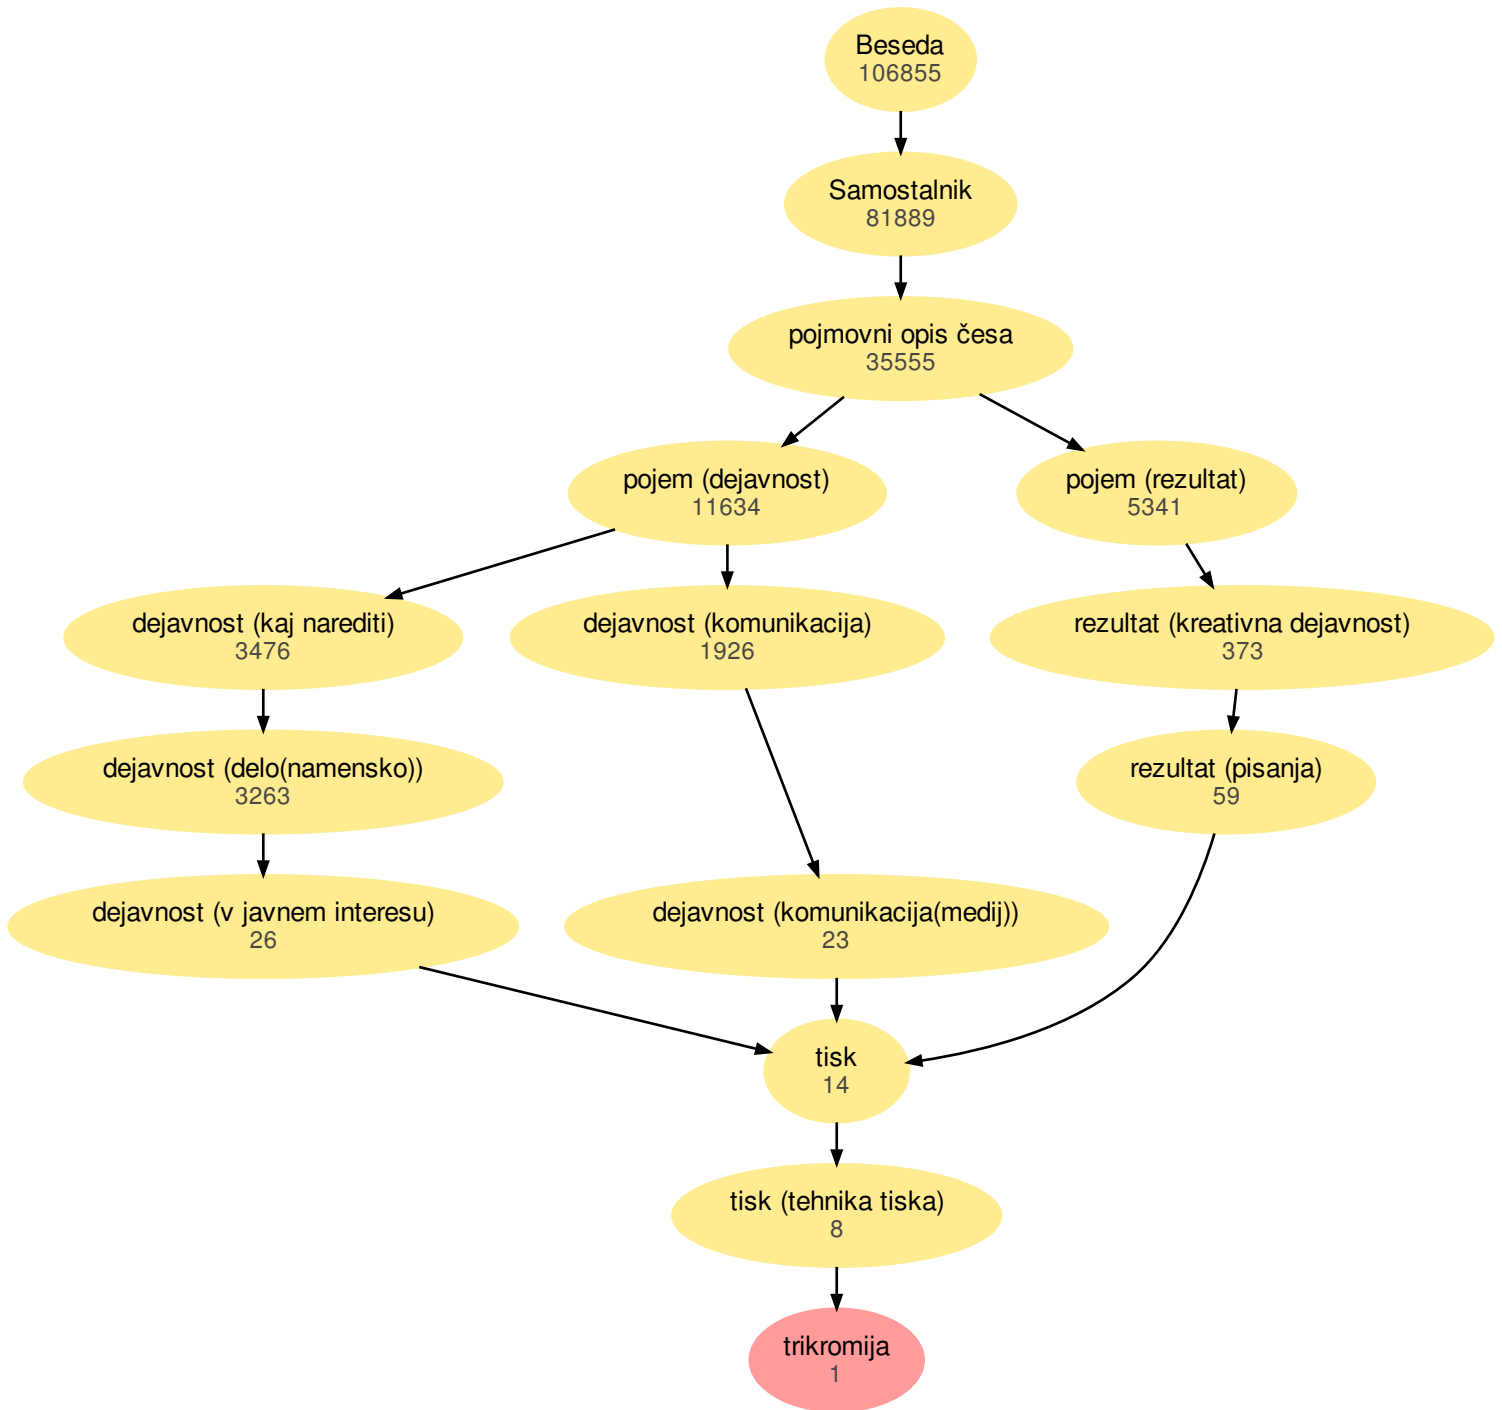 Beseda
106855
Samostalnik
81889
pojmovni opis česa
35555
pojem (dejavnost)
11634
pojem (rezultat)
5341
dejavnost (kaj narediti)
3476
dejavnost (komunikacija)
1926
rezultat (kreativna dejavnost)
373
dejavnost (delo(namensko))
3263
rezultat (pisanja)
59
dejavnost (v javnem interesu)
26
dejavnost (komunikacija(medij))
23
tisk
14
tisk (tehnika tiska)
8
trikromija
1